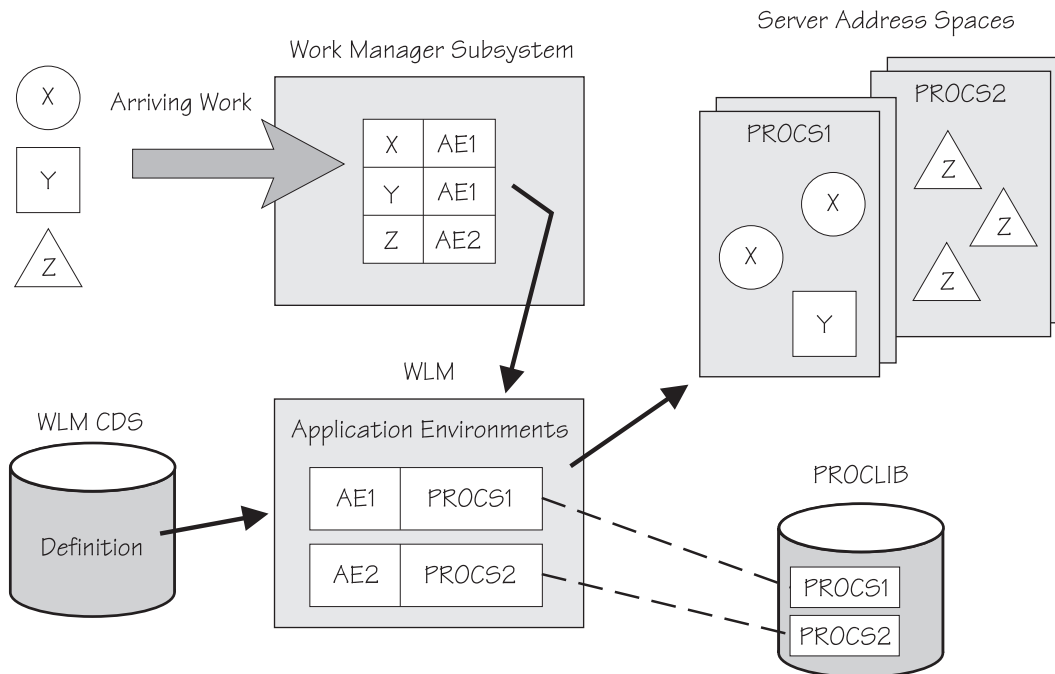 Server Address Spaces
Work Manager Subsystem
X
Arriving Work
Y
Z
X AE1
Y AE1
Z AE2
PROCS2
Z
Z
Z
PROCS1
X
X
Y
WLM
WLM CDS
Definition
Application Environments
AE1 PROCS1
AE2 PROCS2
PROCLIB
PROCS1
PROCS2